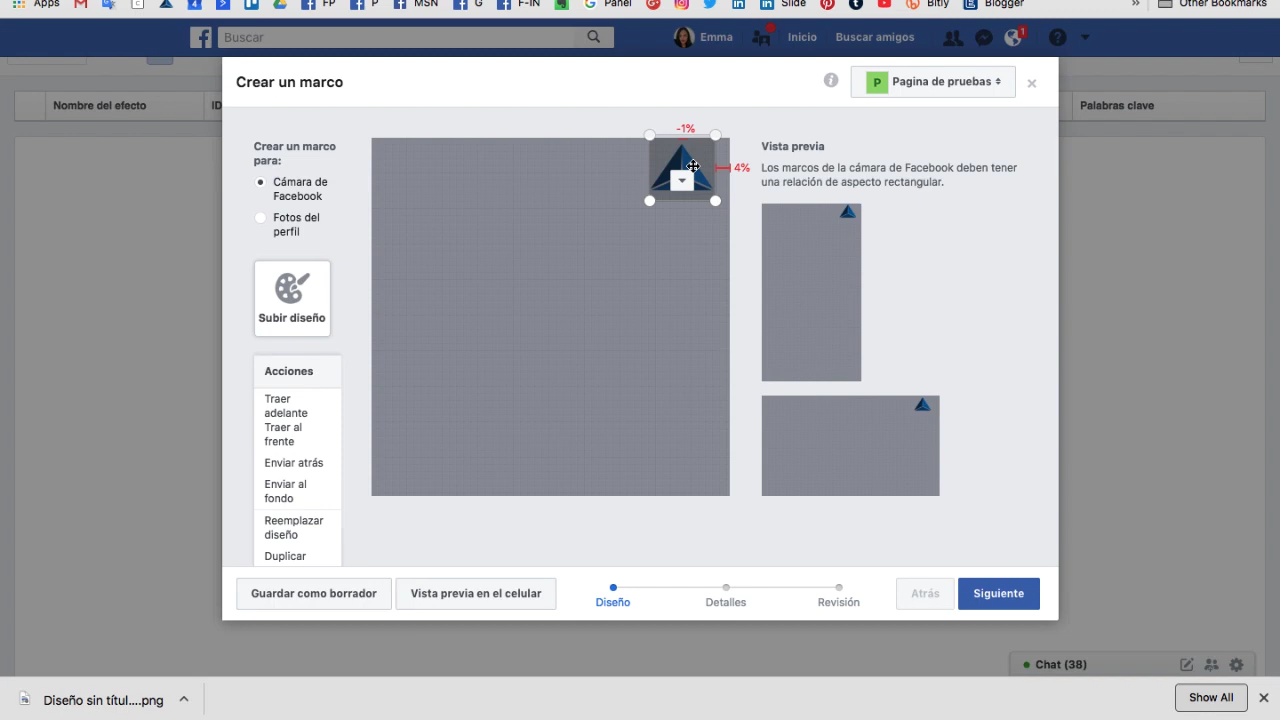 Apps
FP
P
MSN
G
F-IN
Panel
Slide
Bitly
Blogger
»
Other Bookmarks
Buscar
Emma
Inicio
Buscar amigos
1
Crear un marco
P
Pagina de pruebas
Nombre del efecto
ID
Palabras clave
Crear un marco
para:
Cámara de
Facebook
Fotos del
perfil
Subir diseño
Acciones
Traer
adelante
Traer al
frente
Enviar atrás
Enviar al
fondo
Reemplazar
diseño
Duplicar
-1%
4%
Vista previa
Los marcos de la cámara de Facebook deben tener
una relación de aspecto rectangular.
Guardar como borrador
Vista previa en el celular
Diseño
Detalles
Revisión
Atrás
Siguiente
Chat (38)
Diseño sin títul....png
Show All